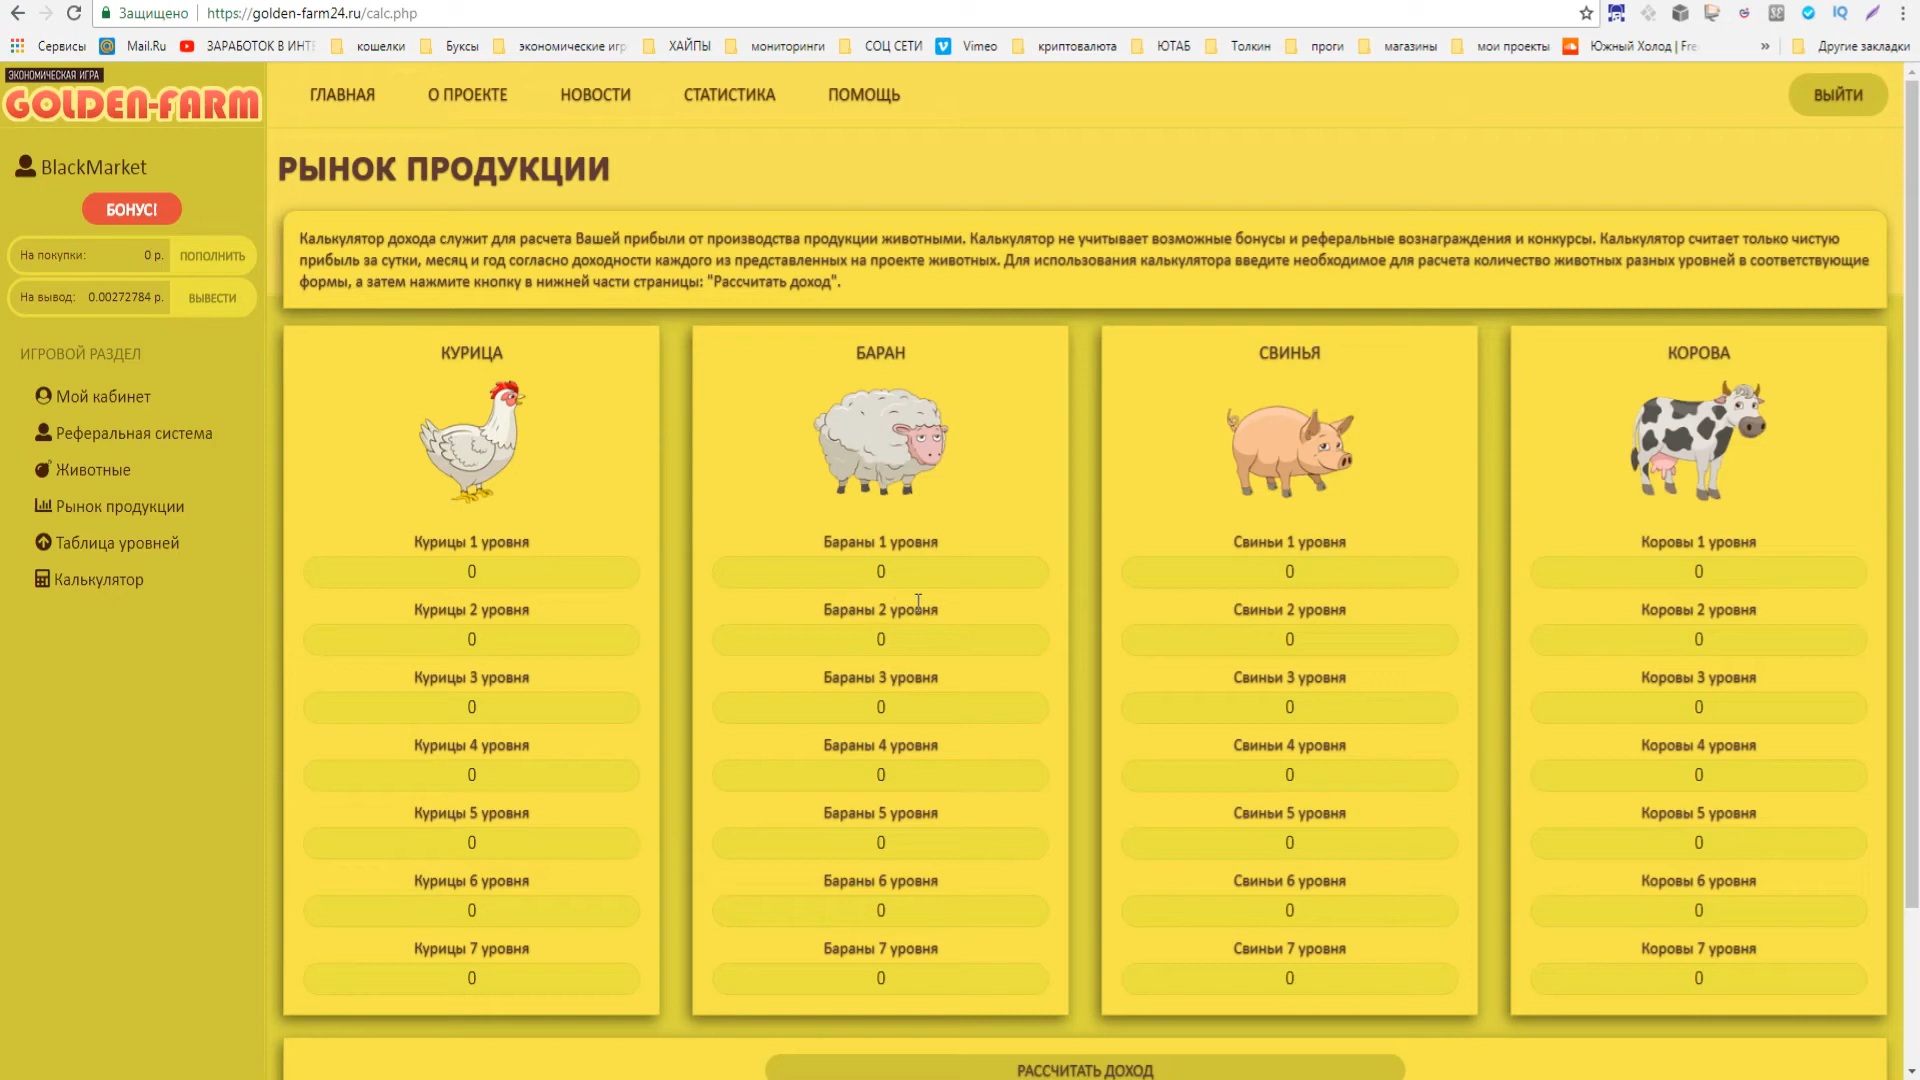 Защищено
https://golden-farm24.ru/calc.php
Сервисы
Mail.Ru
ЗАРАБОТОК В ИНТЕ
кошелки
Буксы
экономические игр
ХАЙПЫ
мониторинги
СОЦ СЕТИ
Vimeo
криптовалюта
ЮТАБ
Толкин
проги
магазины
мои проекты
Южный Холод | Fre
»
Другие закладки
ЭКОНОМИЧЕСКАЯ ИГРА
GOLDEN-FARM
ГЛАВНАЯ
О ПРОЕКТЕ
НОВОСТИ
СТАТИСТИКА
ПОМОЩЬ
ВЫЙТИ
BlackMarket
БОНУС!
На покупки: 0 р. ПОПОЛНИТЬ
На вывод: 0.00272784 р. ВЫВЕСТИ
ИГРОВОЙ РАЗДЕЛ
Мой кабинет
Реферальная система
Животные
Рынок продукции
Таблица уровней
Калькулятор
РЫНОК ПРОДУКЦИИ
Калькулятор дохода служит для расчета Вашей прибыли от производства продукции животными. Калькулятор не учитывает возможные бонусы и реферальные вознаграждения и конкурсы. Калькулятор считает только чистую
прибыль за сутки, месяц и год согласно доходности каждого из представленных на проекте животных. Для использования калькулятора введите необходимое для расчета количество животных разных уровней в соответствующие
формы, а затем нажмите кнопку в нижней части страницы: "Рассчитать доход".
КУРИЦА
Курицы 1 уровня
0
Курицы 2 уровня
0
Курицы 3 уровня
0
Курицы 4 уровня
0
Курицы 5 уровня
0
Курицы 6 уровня
0
Курицы 7 уровня
0
БАРАН
Бараны 1 уровня
0
Бараны 2 уровня
0
Бараны 3 уровня
0
Бараны 4 уровня
0
Бараны 5 уровня
0
Бараны 6 уровня
0
Бараны 7 уровня
0
СВИНЬЯ
Свиньи 1 уровня
0
Свиньи 2 уровня
0
Свиньи 3 уровня
0
Свиньи 4 уровня
0
Свиньи 5 уровня
0
Свиньи 6 уровня
0
Свиньи 7 уровня
0
КОРОВА
Коровы 1 уровня
0
Коровы 2 уровня
0
Коровы 3 уровня
0
Коровы 4 уровня
0
Коровы 5 уровня
0
Коровы 6 уровня
0
Коровы 7 уровня
0
РАССЧИТАТЬ ДОХОД